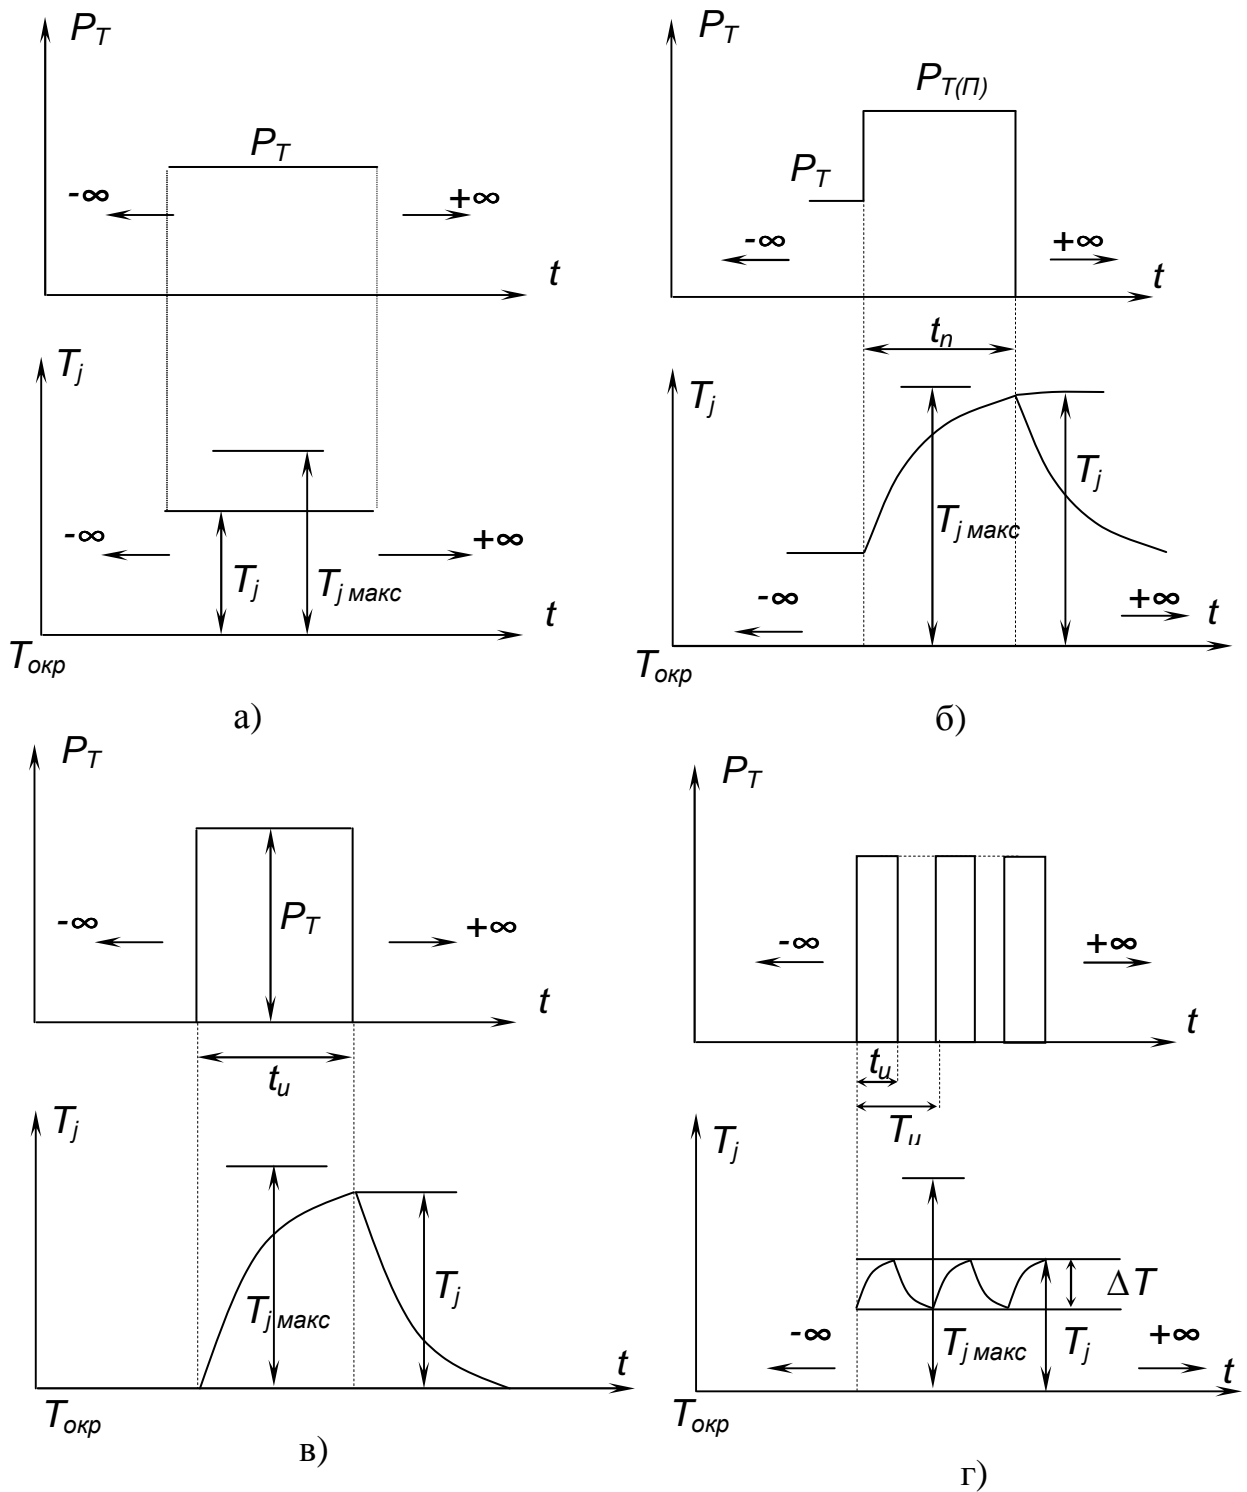 P_T
P_T
-∞
+∞
t
T_j
-∞
+∞
T_j
T_j макс
t
T_окр
а)
P_T
P_T(П)
P_T
-∞
+∞
t
t_п
T_j
T_j
T_j макс
-∞
+∞
t
T_окр
б)
P_T
P_T
-∞
+∞
t
t_и
T_j
T_j макс
T_j
t
T_окр
в)
P_T
-∞
+∞
t
t_и
T_и
T_j
ΔT
-∞
T_j макс
T_j
+∞
t
T_окр
г)